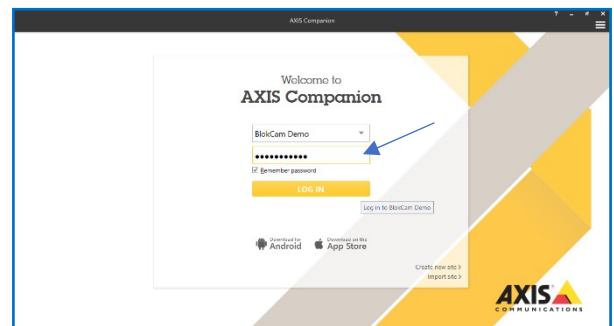 AXIS Companion
Welcome to
AXIS Companion
BlokCam Demo
•••••••••••
Remember password
LOG IN
Log in to BlokCam Demo
Download for
Android
Download on the
App Store
Create new site >
Import site >
AXIS
COMMUNICATIONS